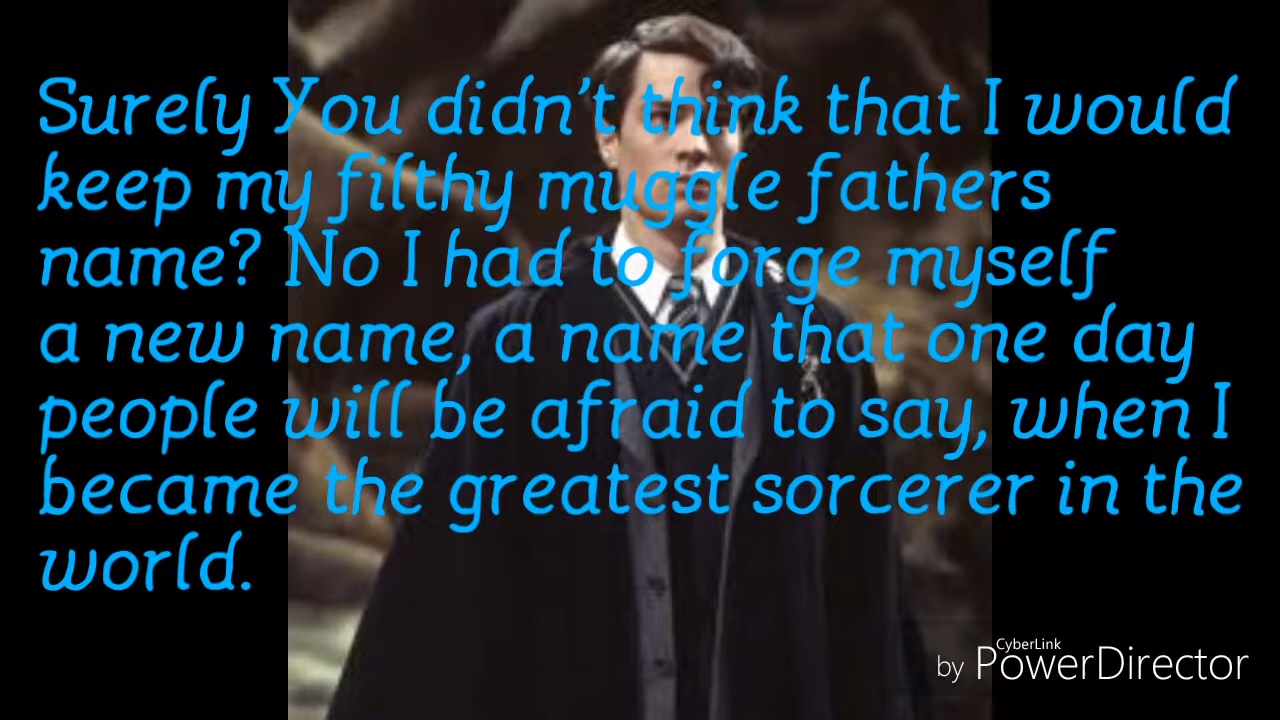 Surely You didn't think that I would
keep my filthy muggle fathers
name? No I had to forge myself
a new name, a name that one day
people will be afraid to say, when I
became the greatest sorcerer in the
world.
CyberLink
by PowerDirector